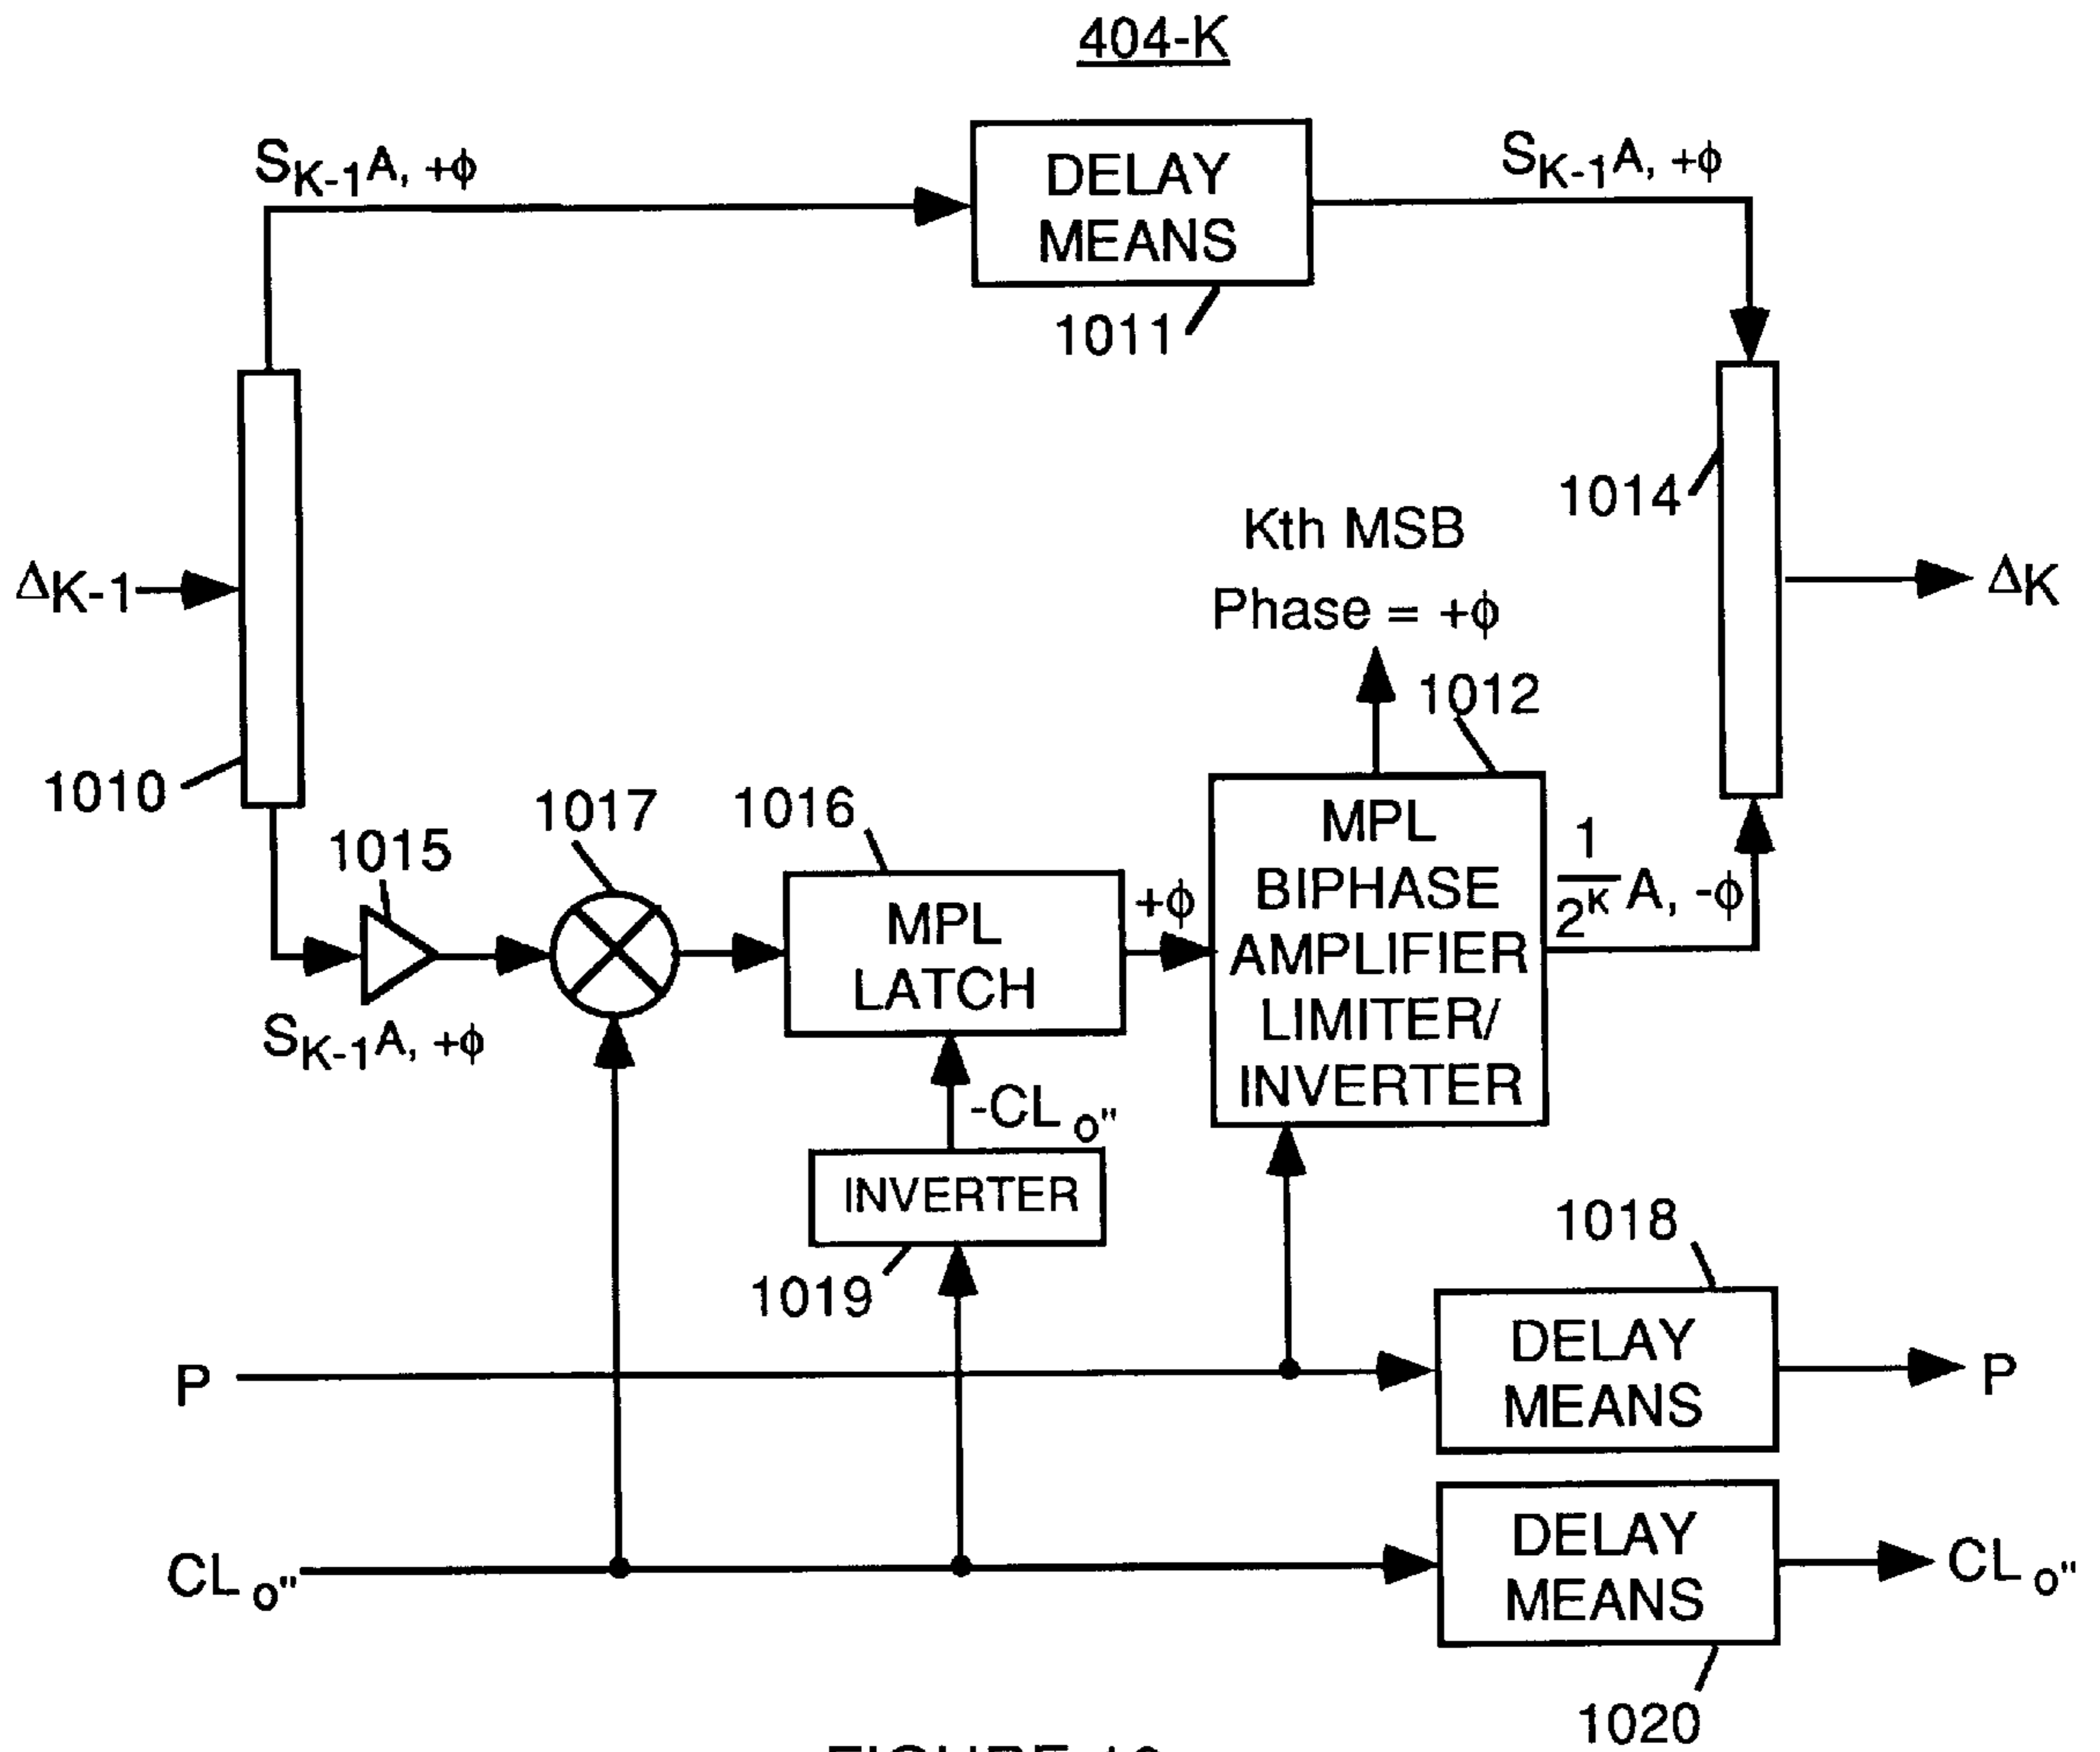 404-K
S_{K-1}A, +ϕ
DELAY
MEANS
S_{K-1}A, +ϕ
1011
1014
Kth MSB
Phase = +ϕ
Δ_{K-1}
Δ_K
1010
1012
1015
1017
1016
MPL
LATCH
+ϕ
MPL
BIPHASE
AMPLIFIER
LIMITER/
INVERTER
\frac{1}{2^K} A, -ϕ
S_{K-1}A, +ϕ
-CL_{o"}
INVERTER
1019
1018
P
DELAY
MEANS
P
CL_{o"}
DELAY
MEANS
CL_{o"}
1020